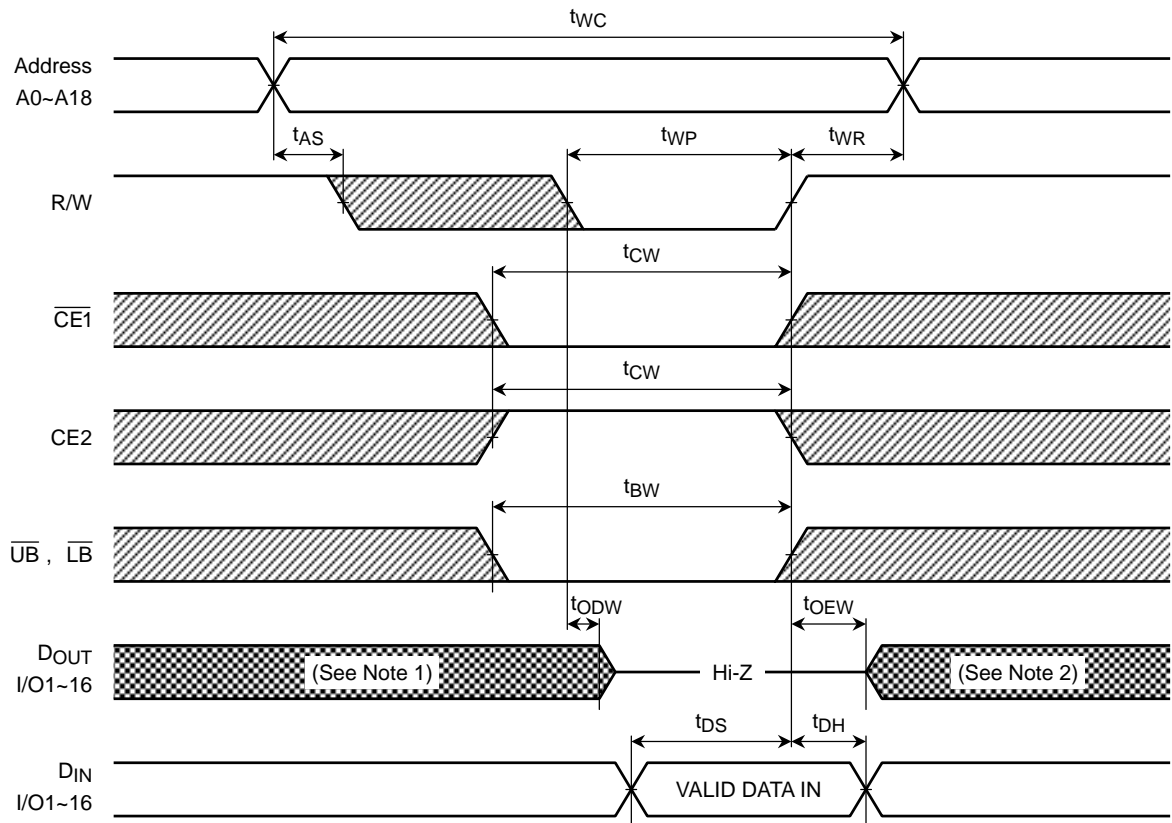 tWC
Address
A0~A18
tAS
tWP
tWR
R/W
tCW
CE1
tCW
CE2
tBW
UB , LB
tODW
tOEW
DOUT
I/O1~16
(See Note 1)
Hi-Z
(See Note 2)
tDS
tDH
DIN
I/O1~16
VALID DATA IN